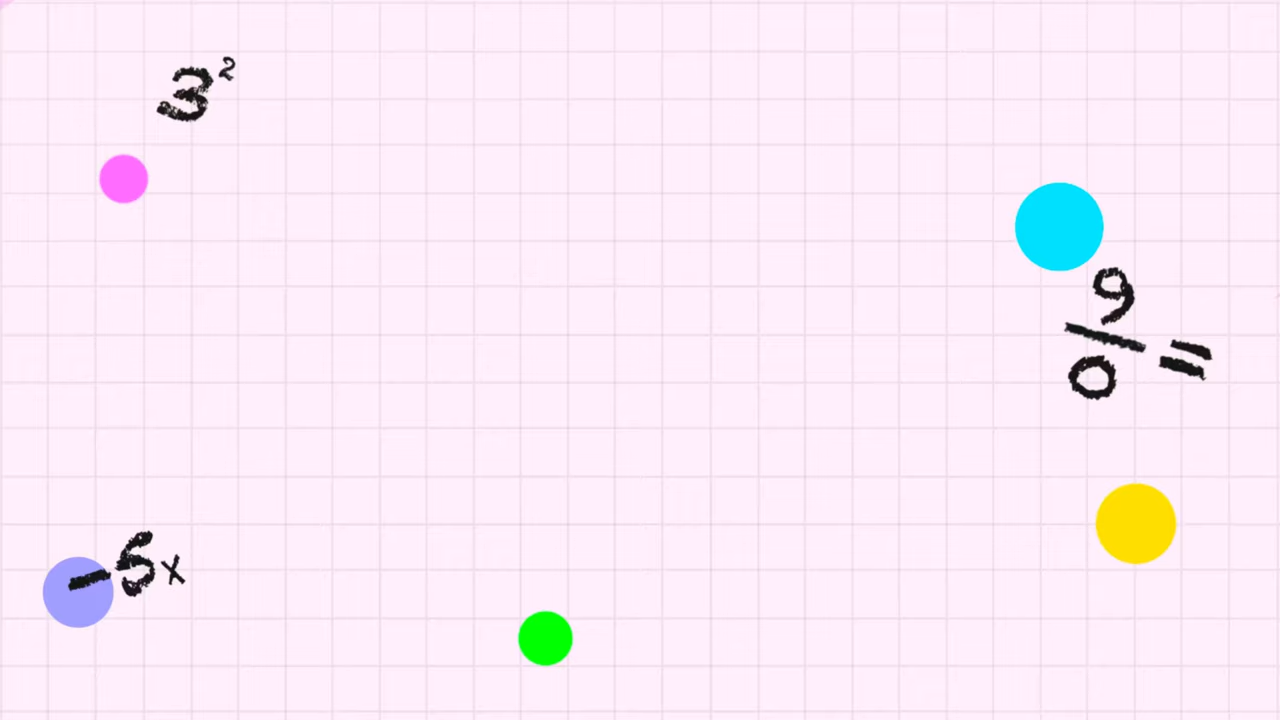 3²
9/0 =
-5x